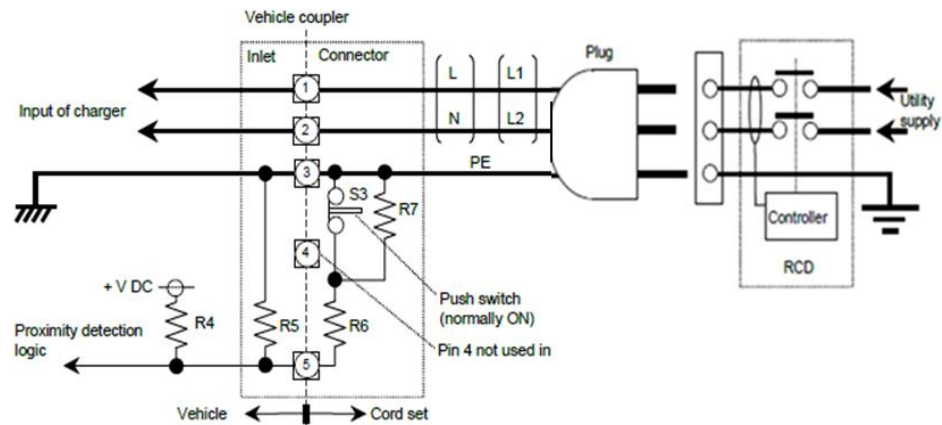 Vehicle coupler
Inlet
Connector
Plug
L
L1
1
Input of charger
Utility
supply
N
L2
2
PE
3
S3
R7
Controller
4
RCD
+ V DC
Push switch
(normally ON)
R4
R5
R6
Proximity detection
logic
Pin 4 not used in
5
Vehicle
Cord set